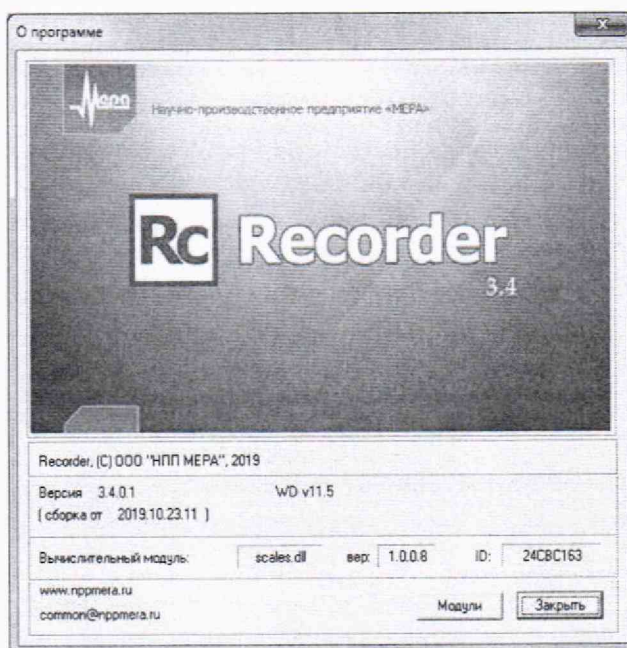 О программе
Мера
Научно-производственное предприятие «МЕРА»
Rc Recorder
3.4
Recorder, (С) ООО "НПП МЕРА", 2019
Версия 3.4.0.1 WD v11.5
( сборка от 2019.10.23.11 )
Вычислительный модуль: scales.dll вер: 1.0.0.8 ID: 24CBC163
www.nppmera.ru
common@nppmera.ru
Модули Закрыть